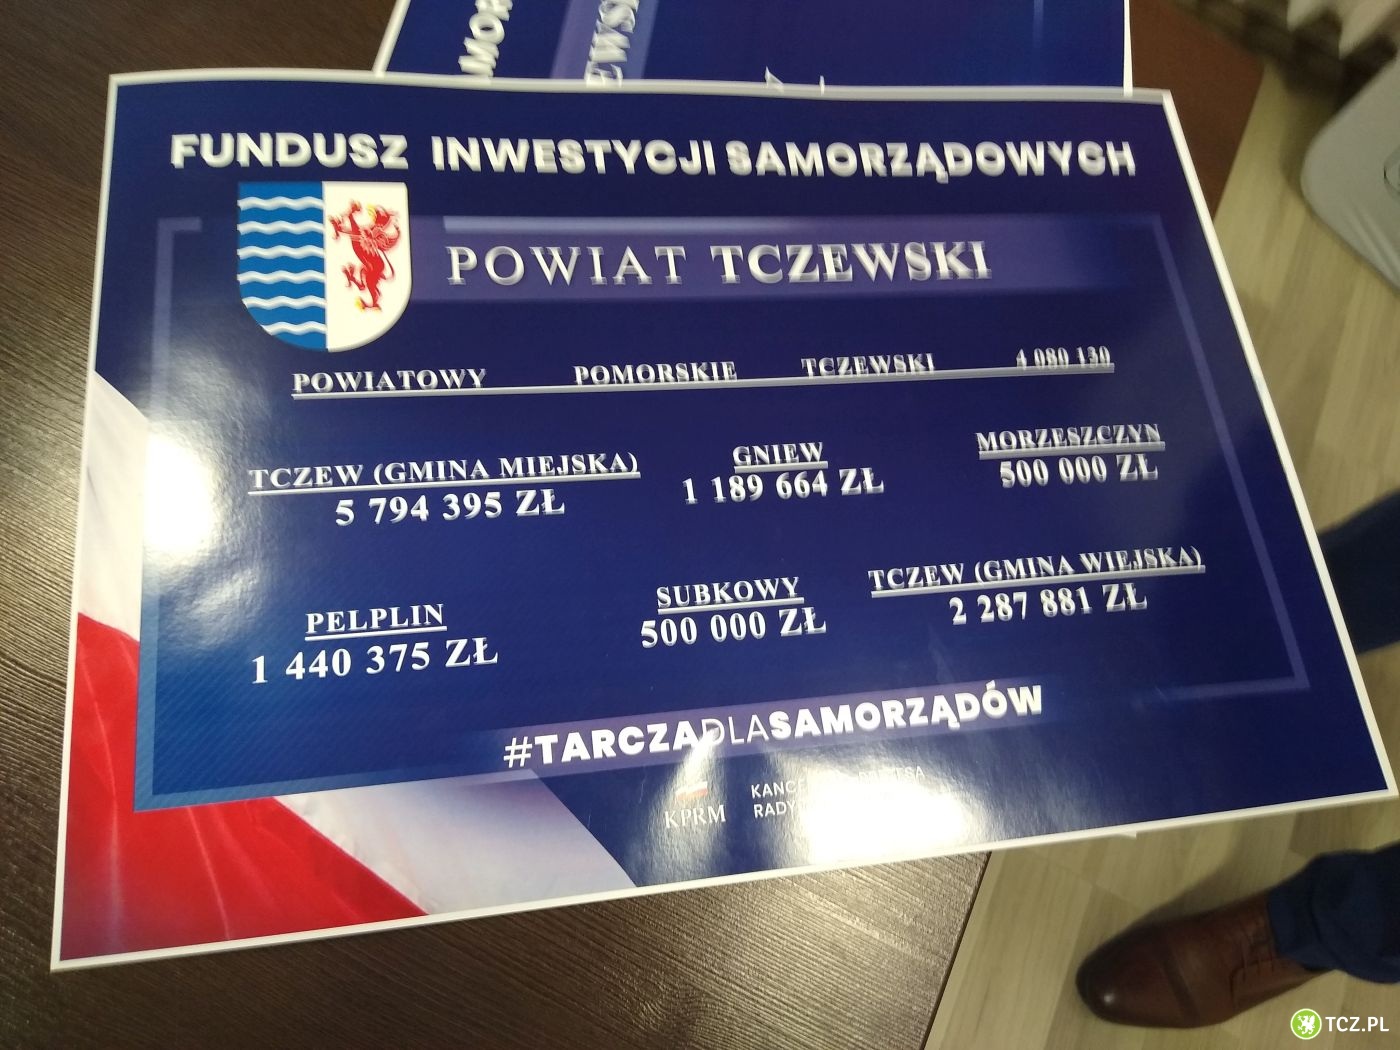 FUNDUSZ INWESTYCJI SAMORZĄDOWYCH
POWIAT TCZEWSKI
POWIATOWY POMORSKIE TCZEWSKI 4 080 130
TCZEW (GMINA MIEJSKA)
5 794 395 ZŁ
GNIEW
1 189 664 ZŁ
MORZESZCZYN
500 000 ZŁ
PELPLIN
1 440 375 ZŁ
SUBKOWY
500 000 ZŁ
TCZEW (GMINA WIEJSKA)
2 287 881 ZŁ
#TARCZADLASAMORZĄDÓW
KPRM
TCZ.PL